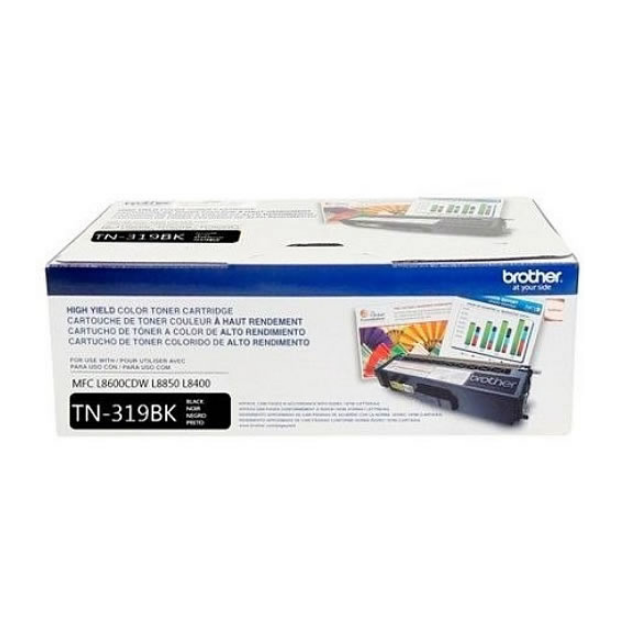 brother
TN-319BK
brother
at your side
HIGH YIELD COLOR TONER CARTRIDGE
CARTOUCHE DE TONER COULEUR À HAUT RENDEMENT
CARTUCHO DE TÓNER A COLOR DE ALTO RENDIMIENTO
CARTUCHO DE TONER COLORIDO DE ALTO RENDIMENTO
FOR USE WITH / POUR UTILISER AVEC
PARA USO CON / PARA USO COM
MFC L8600CDW L8850 L8400
TN-319BK
BLACK
NOIR
NEGRO
PRETO
brother